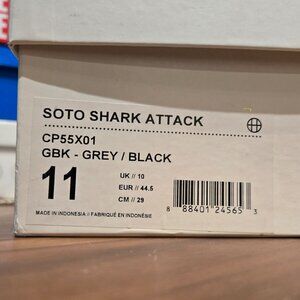 SOTO SHARK ATTACK
CP55X01
GBK - GREY / BLACK
11
UK // 10
EUR // 44.5
CM // 29
MADE IN INDONESIA // FABRIQUÉ EN INDONÉSIE
8 88401 24565 3